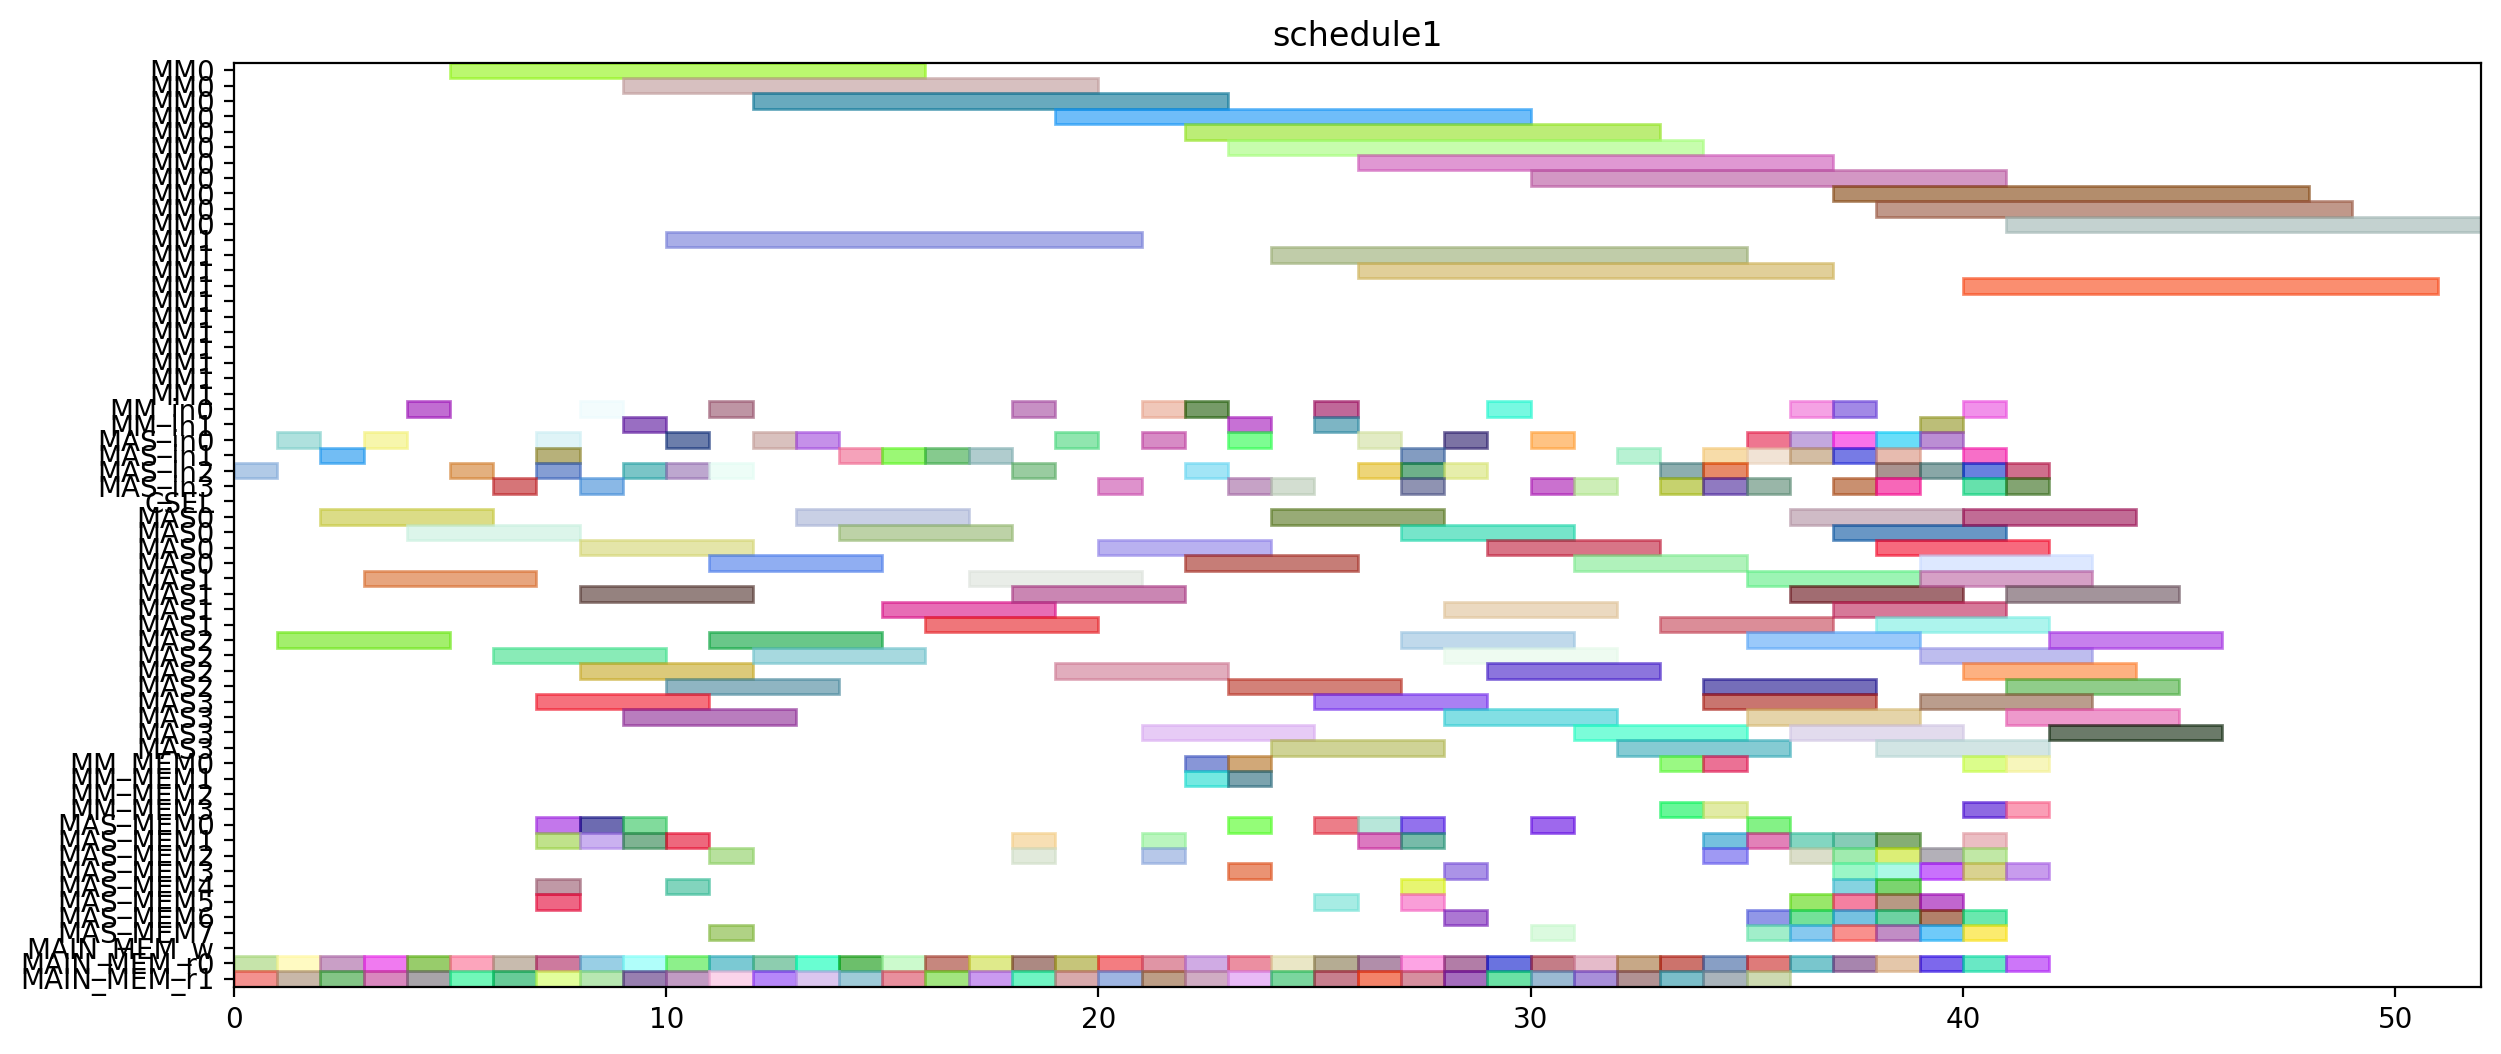 schedule1
MM0
MM0
MM0
MM0
MM0
MM0
MM0
MM0
MM0
MM0
MM0
MM1
MM1
MM1
MM1
MM1
MM1
MM1
MM1
MM1
MM1
MM1
MM_in0
MM_in1
MAS_in0
MAS_in1
MAS_in2
MAS_in3
CSEL
MAS0
MAS0
MAS0
MAS0
MAS1
MAS1
MAS1
MAS1
MAS2
MAS2
MAS2
MAS2
MAS3
MAS3
MAS3
MAS3
MM_MEM0
MM_MEM1
MM_MEM2
MM_MEM3
MAS_MEM0
MAS_MEM1
MAS_MEM2
MAS_MEM3
MAS_MEM4
MAS_MEM5
MAS_MEM6
MAS_MEM7
MAIN_MEM_w
MAIN_MEM_r0
MAIN_MEM_r1
0 10 20 30 40 50